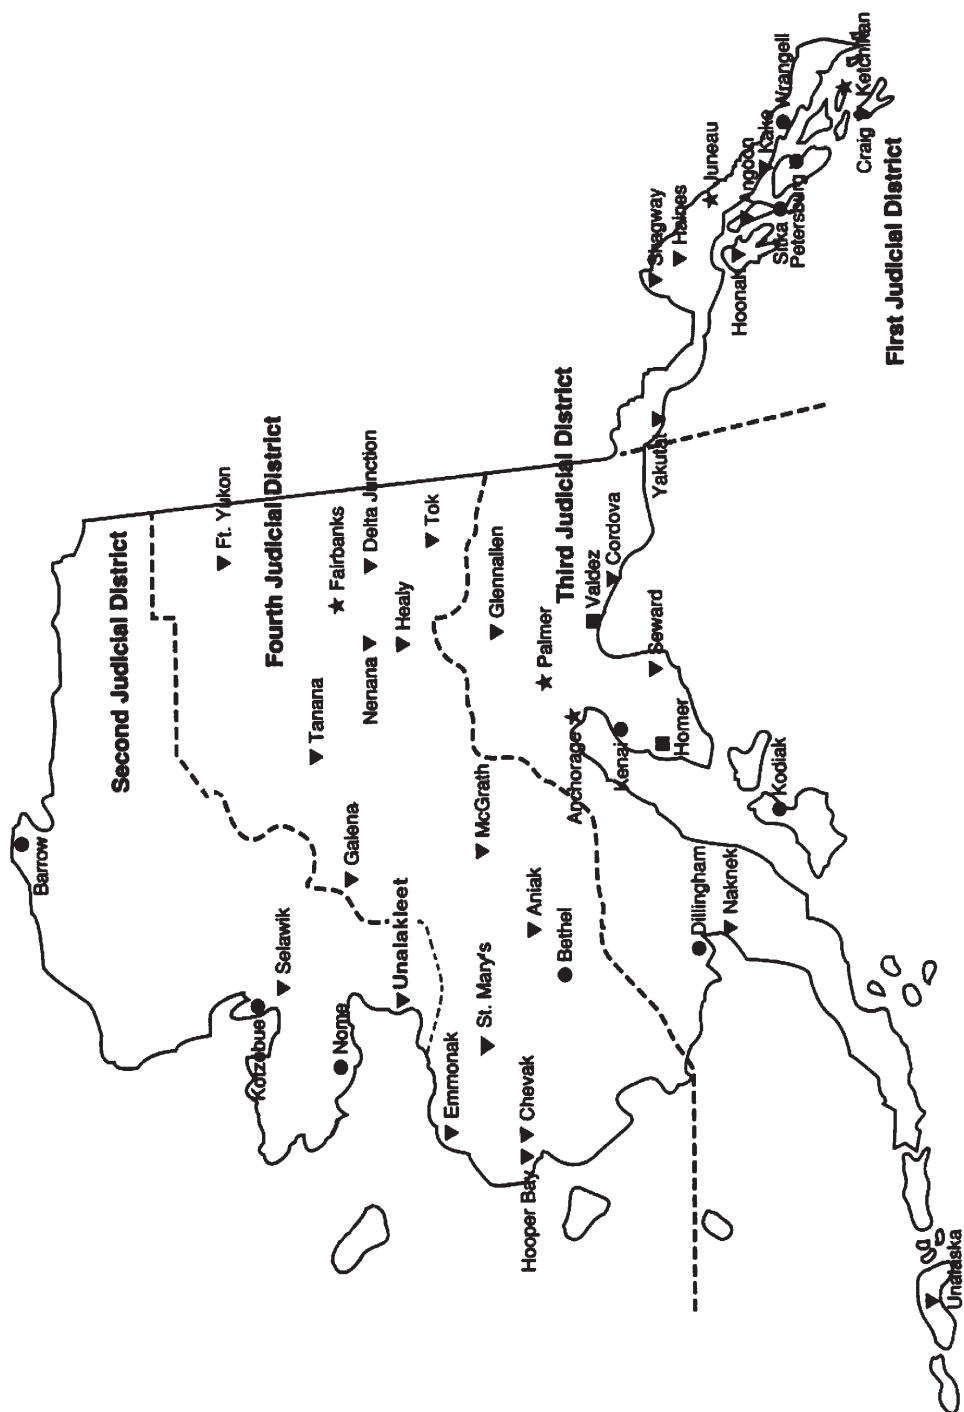 Barrow
Second Judicial District
Ft. Yukon
Kotzebue
Selawik
Fourth Judicial District
Tanana
Fairbanks
Nome
Galena
Nenana
Delta Junction
Unalakleet
Healy
Tok
Emmonak
St. Mary's
McGrath
Glennallen
Hooper Bay
Chevak
Aniak
Palmer
Bethel
Third Judicial District
Anchorage
Valdez
Cordova
Kenai
Seward
Yakutat
Homer
Skagway
Haines
Juneau
Dillingham
Naknek
Kodiak
Hoonah
Angoon
Kake
Sitka
Petersburg
Wrangell
Craig
Ketchikan
First Judicial District
Unalaska